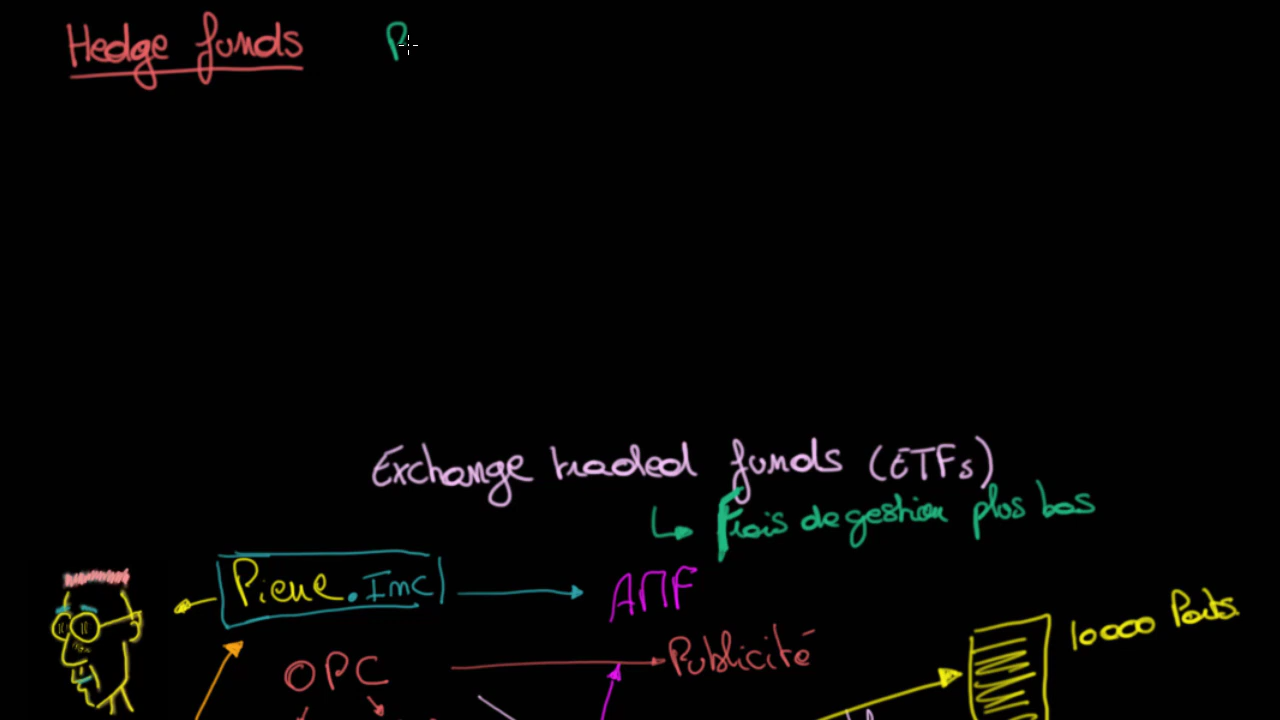 Hedge funds P
Exchange traded funds (ETFs)
↳ Frais de gestion plus bas
Pierre.Inc → AMF
10000 Parts
OPC → Publicité